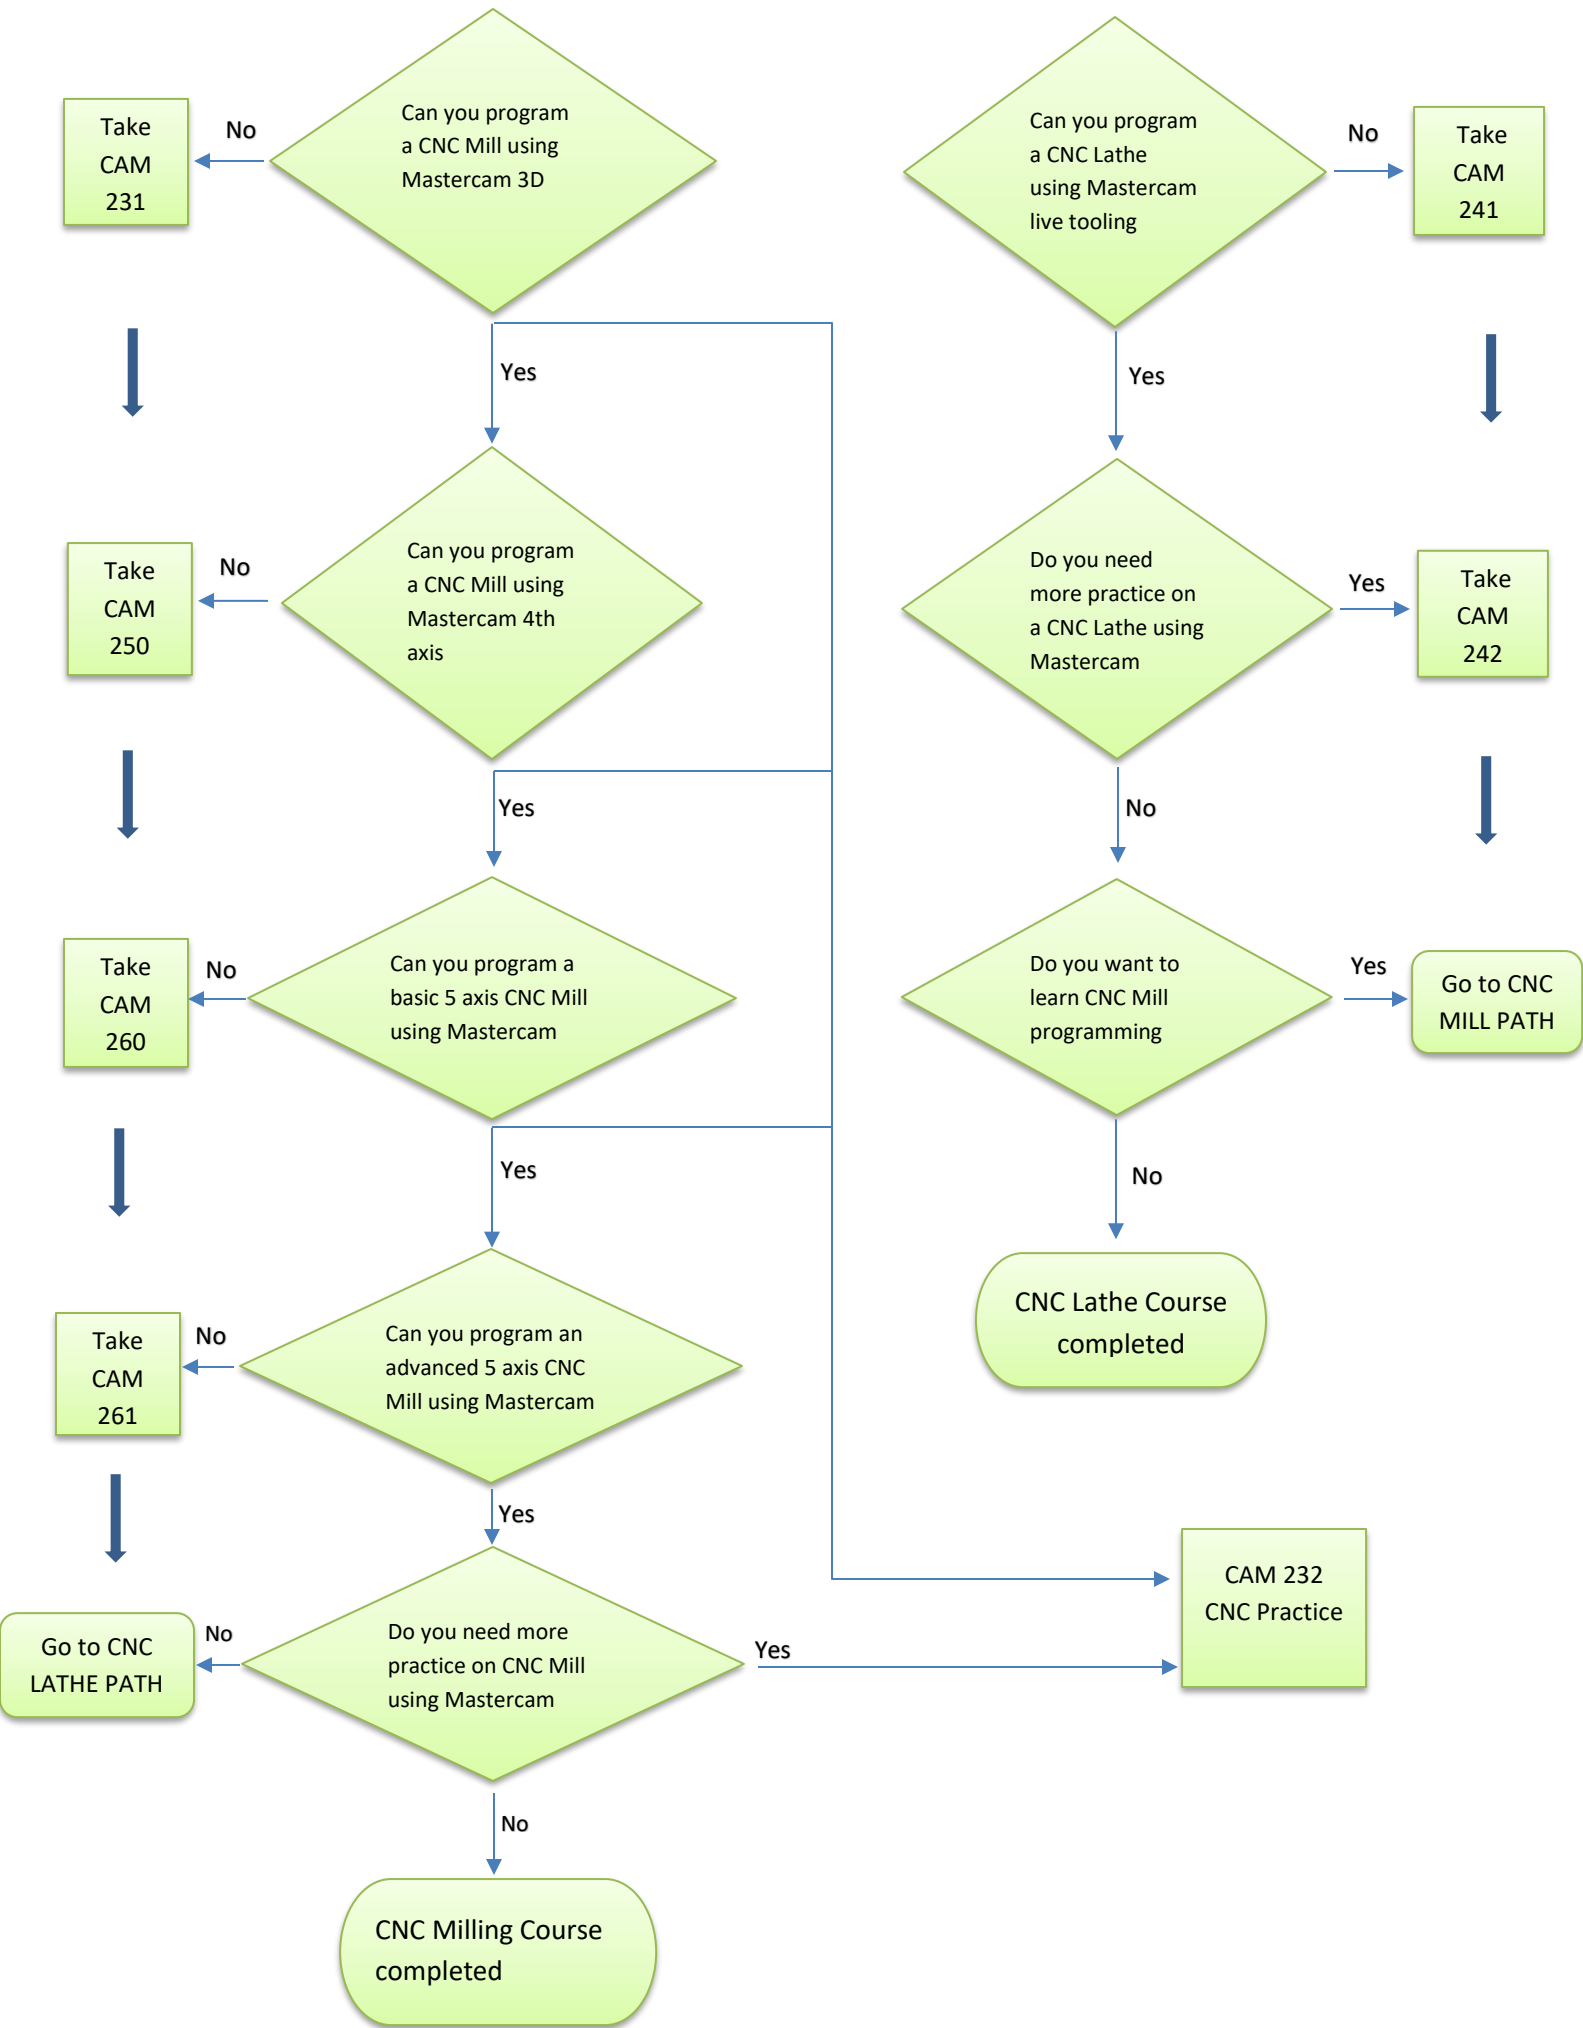 Can you program
a CNC Mill using
Mastercam 3D
No
Take
CAM
231
Yes
Can you program
a CNC Mill using
Mastercam 4th
axis
No
Take
CAM
250
Yes
Can you program a
basic 5 axis CNC Mill
using Mastercam
No
Take
CAM
260
Yes
Can you program an
advanced 5 axis CNC
Mill using Mastercam
No
Take
CAM
261
Yes
Do you need more
practice on CNC Mill
using Mastercam
No
Go to CNC
LATHE PATH
Yes
CAM 232
CNC Practice
No
CNC Milling Course
completed
Can you program
a CNC Lathe
using Mastercam
live tooling
No
Take
CAM
241
Yes
Do you need
more practice on
a CNC Lathe using
Mastercam
Yes
Take
CAM
242
No
Do you want to
learn CNC Mill
programming
Yes
Go to CNC
MILL PATH
No
CNC Lathe Course
completed